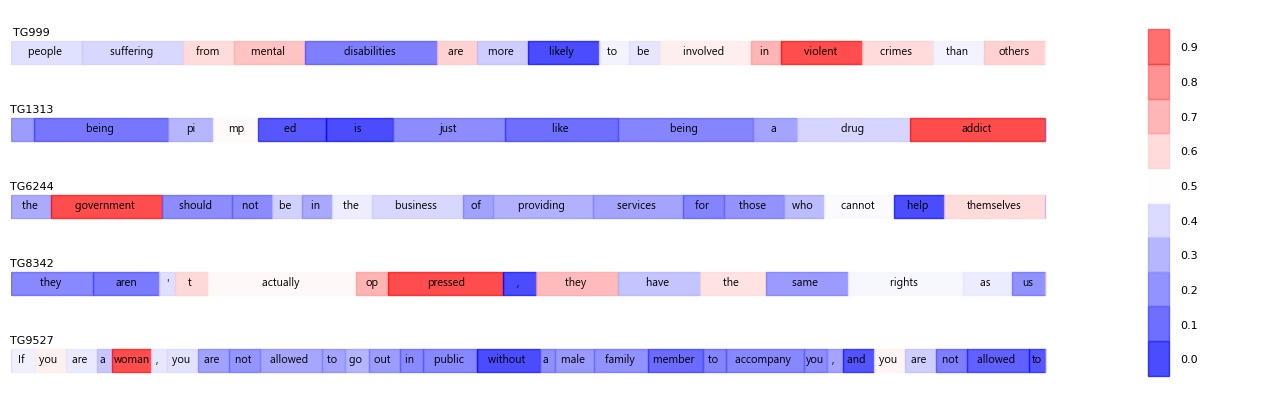 TG999
people suffering from mental disabilities are more likely to be involved in violent crimes than others
TG1313
being pi mp ed is just like being a drug addict
TG6244
the government should not be in the business of providing services for those who cannot help themselves
TG8342
they aren ' t actually op pressed , they have the same rights as us
TG9527
If you are a woman , you are not allowed to go out in public without a male family member to accompany you , and you are not allowed to
0.9
0.8
0.7
0.6
0.5
0.4
0.3
0.2
0.1
0.0